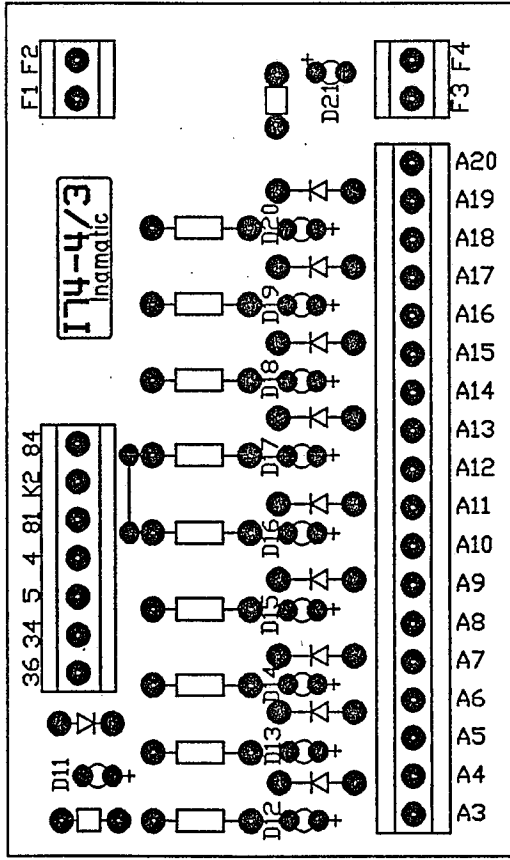 F1 F2
I74-4/3
Inamatic
36 34 5 4 81 K2 84
D11
D12
D13
D14
D15
D16
D17
D18
D19
D20
D21
+
+
+
+
+
+
+
+
+
+
+
F3 F4
A20
A19
A18
A17
A16
A15
A14
A13
A12
A11
A10
A9
A8
A7
A6
A5
A4
A3